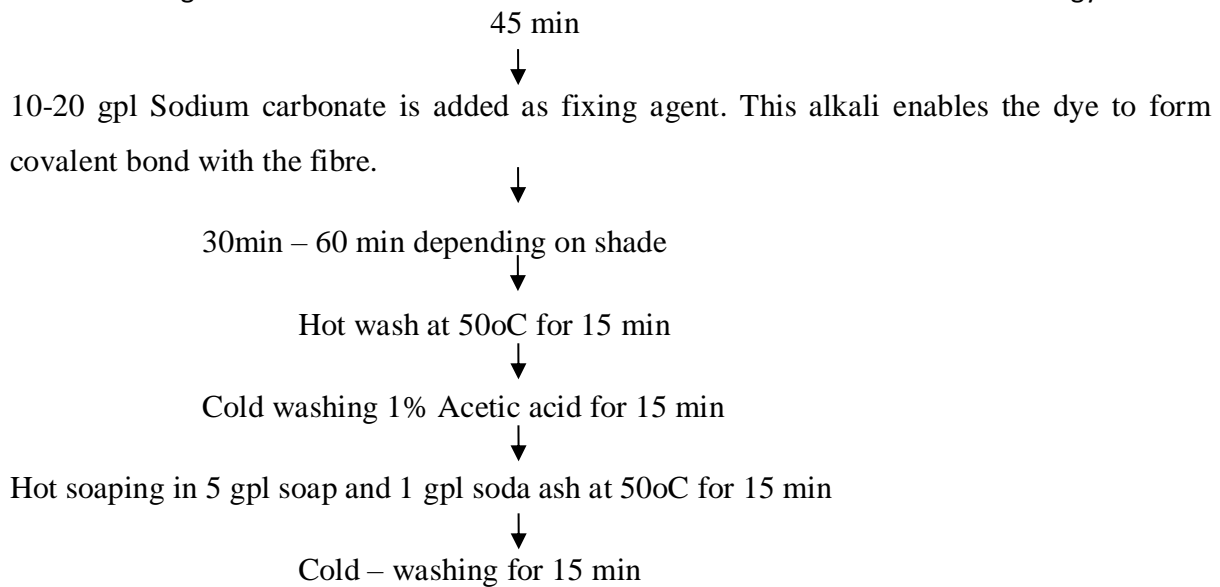 45 min
10-20 gpl Sodium carbonate is added as fixing agent. This alkali enables the dye to form
covalent bond with the fibre.
30min – 60 min depending on shade
Hot wash at 50oC for 15 min
Cold washing 1% Acetic acid for 15 min
Hot soaping in 5 gpl soap and 1 gpl soda ash at 50oC for 15 min
Cold – washing for 15 min